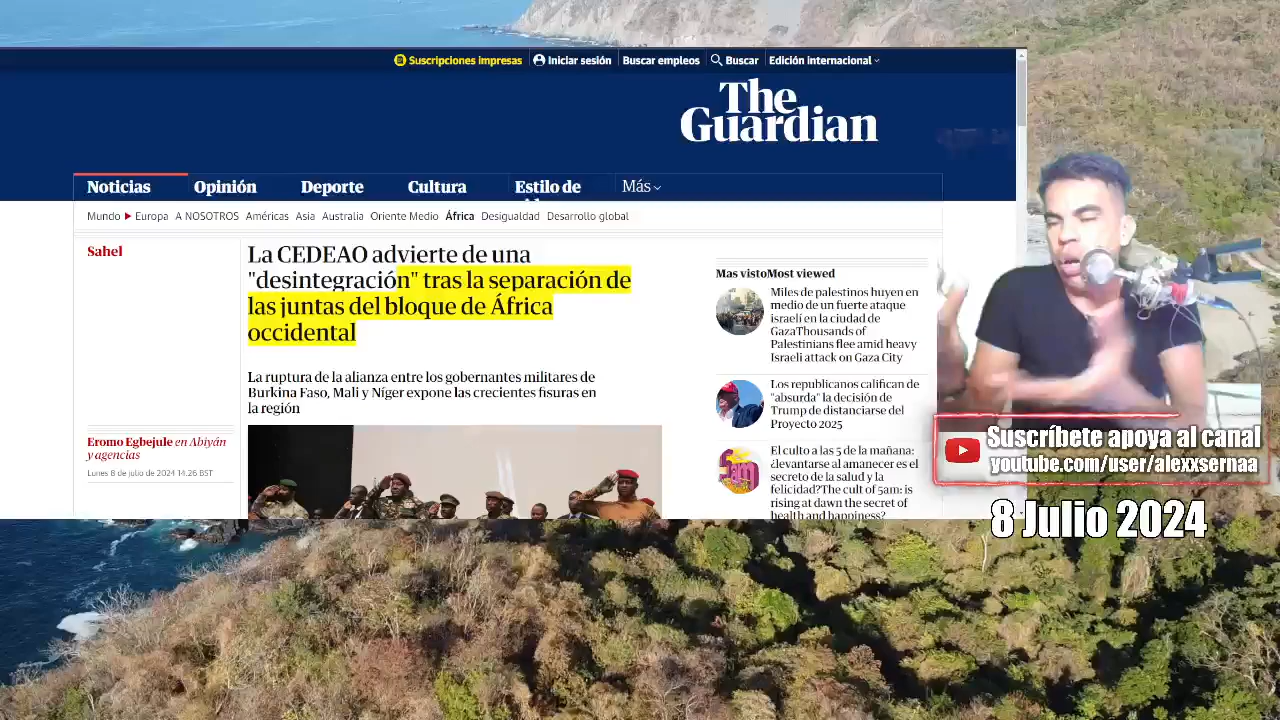 Suscripciones impresas
Iniciar sesión
Buscar empleos
Buscar
Edición internacional
The
Guardian
Noticias
Opinión
Deporte
Cultura
Estilo de
Más
Mundo
Europa
A NOSOTROS
Américas
Asia
Australia
Oriente Medio
África
Desigualdad
Desarrollo global
Sahel
La CEDEAO advierte de una
"desintegración" tras la separación de
las juntas del bloque de África
occidental
La ruptura de la alianza entre los gobernantes militares de
Burkina Faso, Mali y Níger expone las crecientes fisuras en
la región
Eromo Egbejule en Abiyán
y agencias
Lunes 8 de julio de 2024 14.26 BST
Mas vistoMost viewed
Miles de palestinos huyen en
medio de un fuerte ataque
israelí en la ciudad de
GazaThousands of
Palestinians flee amid heavy
Israeli attack on Gaza City
Los republicanos califican de
"absurda" la decisión de
Trump de distanciarse del
Proyecto 2025
5am
El culto a las 5 de la mañana:
¿levantarse al amanecer es el
secreto de la salud y la
felicidad?The cult of 5am: is
rising at dawn the secret of
health and happiness?
Suscríbete apoya al canal
youtube.com/user/alexxsernaa
8 Julio 2024